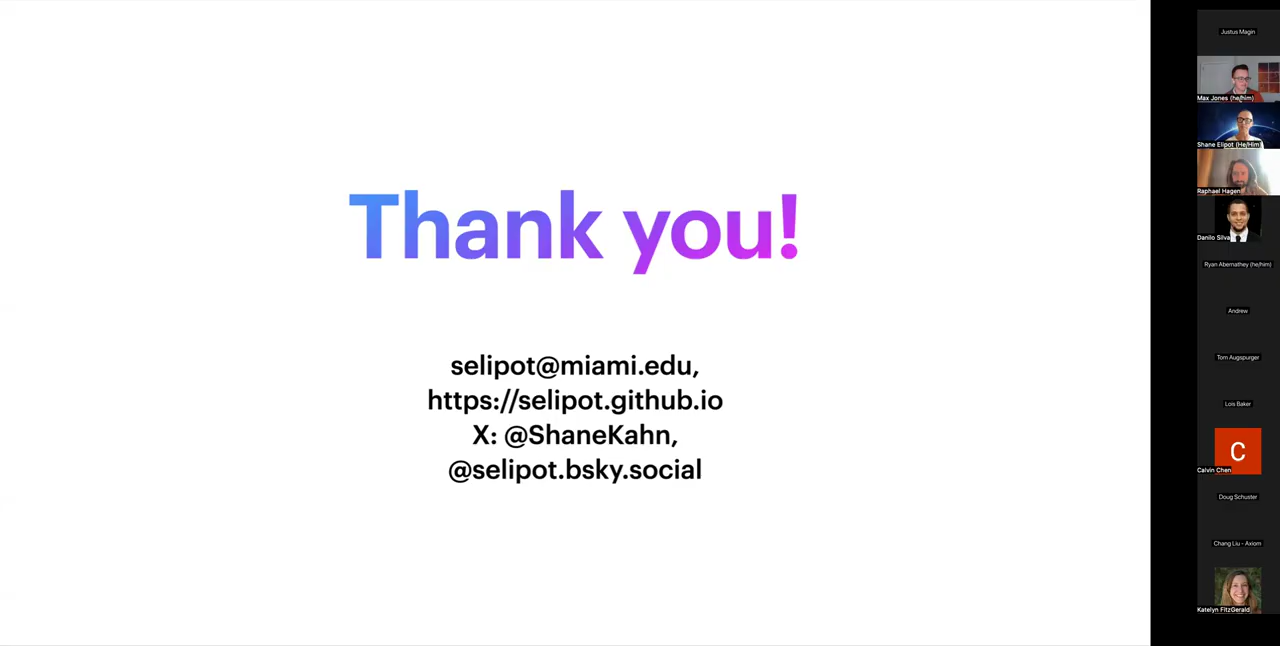 Thank you!
selipot@miami.edu,
https://selipot.github.io
X: @ShaneKahn,
@selipot.bsky.social
Justus Magin
Max Jones (he/him)
Shane Elipot (He/Him)
Raphael Hagen
Danilo Silva
Ryan Abernathey (he/him)
Andrew
Tom Augspurger
Lois Baker
C
Calvin Chen
Doug Schuster
Chang Liu - Axiom
Katelyn FitzGerald